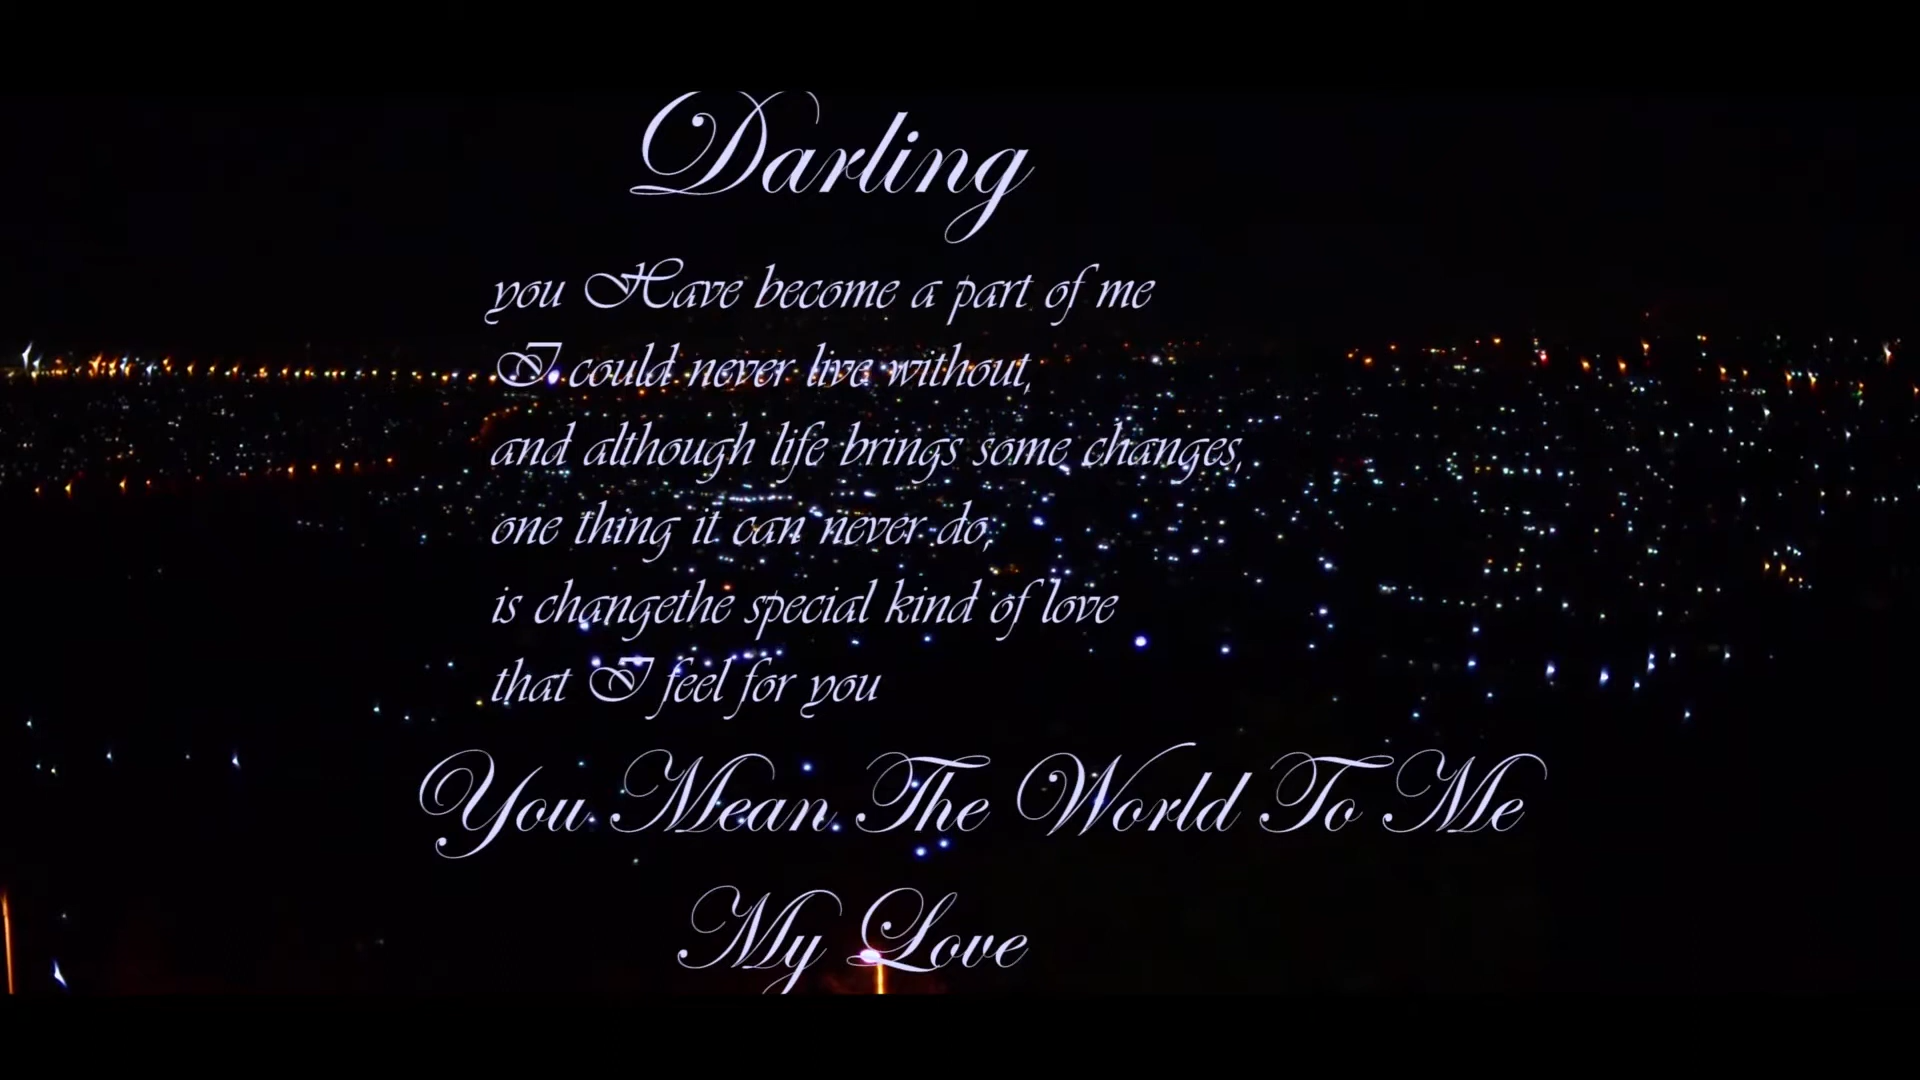 Darling
you Have become a part of me
I could never live without,
and although life brings some changes,
one thing it can never do,
is changethe special kind of love
that I feel for you
You Mean The World To Me
My Love